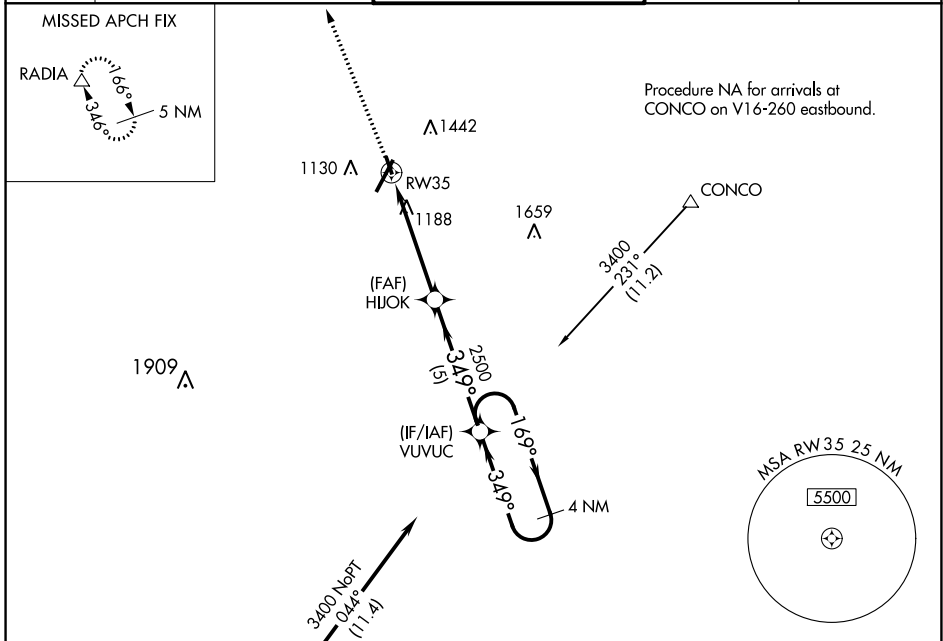 MISSED APCH FIX
RADIA
166°
346°
5 NM
Procedure NA for arrivals at
CONCO on V16-260 eastbound.
1442
1130
RW35
1188
1659
CONCO
3400
231°
(11.2)
(FAF)
HIJOK
2500
349°
(5)
1909
(IF/IAF)
VUVUC
169°
349°
4 NM
MSA RW35 25 NM
5500
3400 NoPT
044°
(11.4)